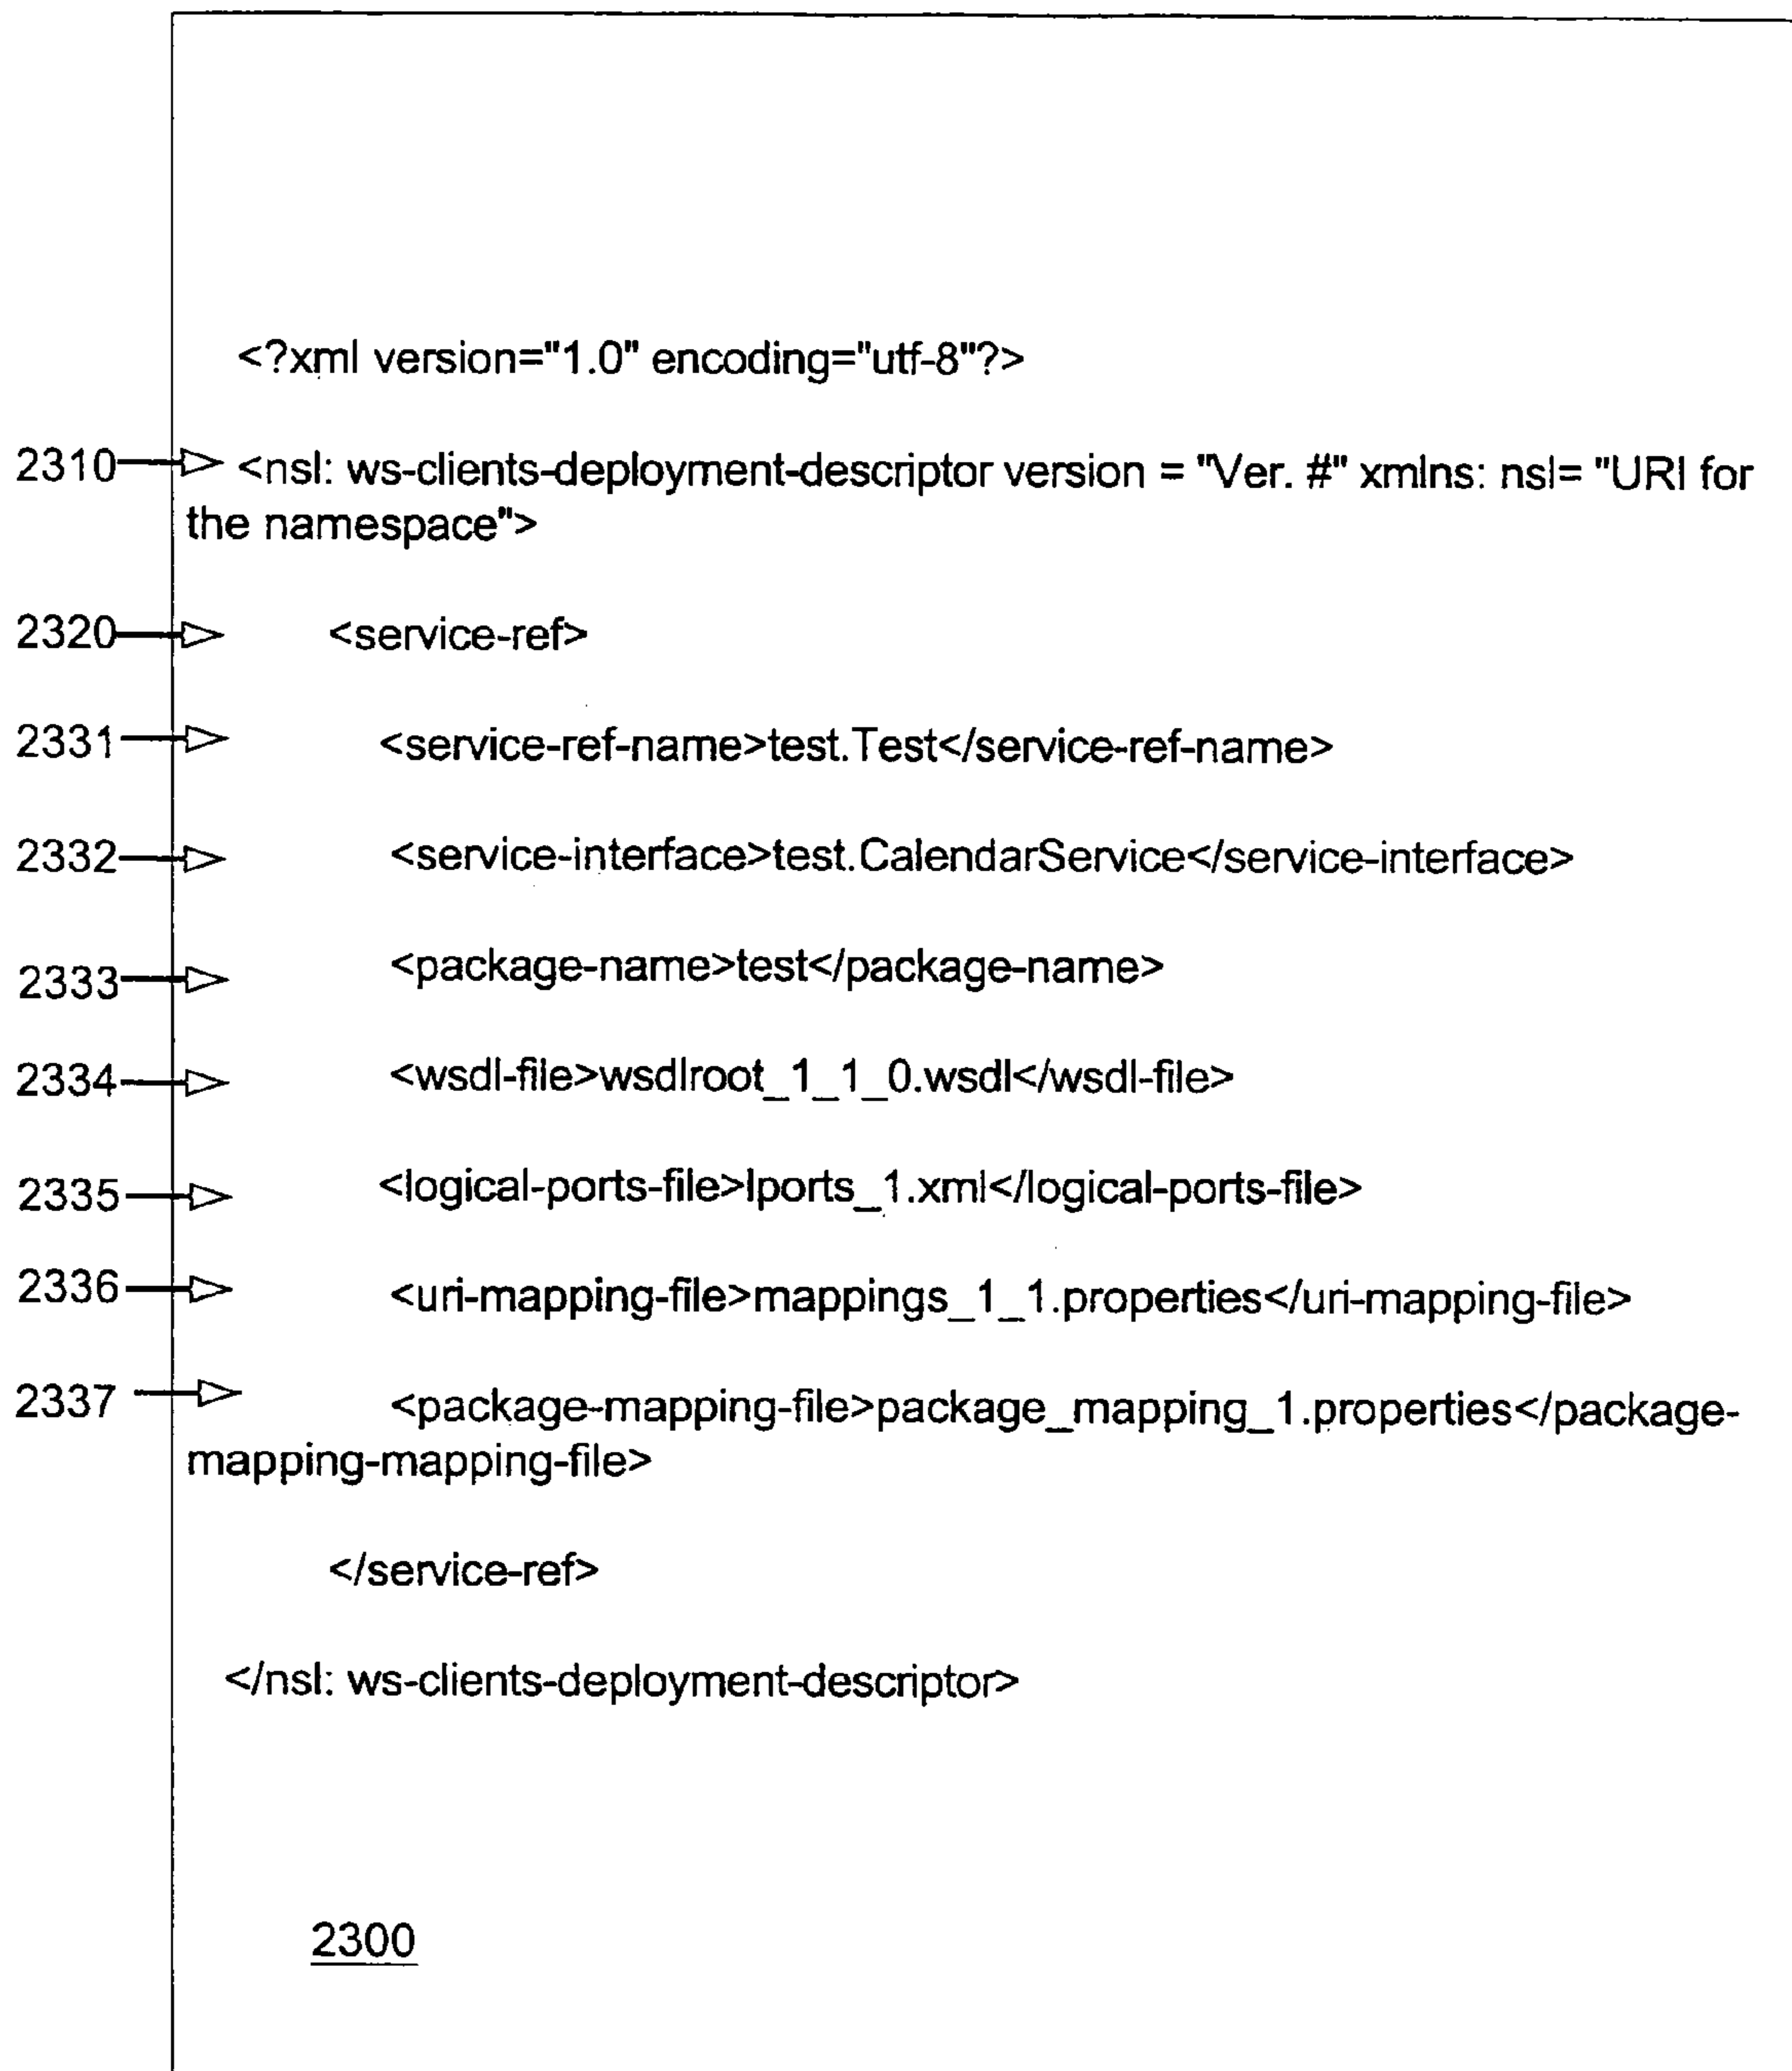 <?xml version="1.0" encoding="utf-8"?>
2310 <nsl: ws-clients-deployment-descriptor version = "Ver. #" xmlns: nsl= "URI for
the namespace">
2320 <service-ref>
2331 <service-ref-name>test.Test</service-ref-name>
2332 <service-interface>test.CalendarService</service-interface>
2333 <package-name>test</package-name>
2334 <wsdl-file>wsdlroot_1_1_0.wsdl</wsdl-file>
2335 <logical-ports-file>lports_1.xml</logical-ports-file>
2336 <uri-mapping-file>mappings_1_1.properties</uri-mapping-file>
2337 <package-mapping-file>package_mapping_1.properties</package-
mapping-mapping-file>
</service-ref>
</nsl: ws-clients-deployment-descriptor>
2300